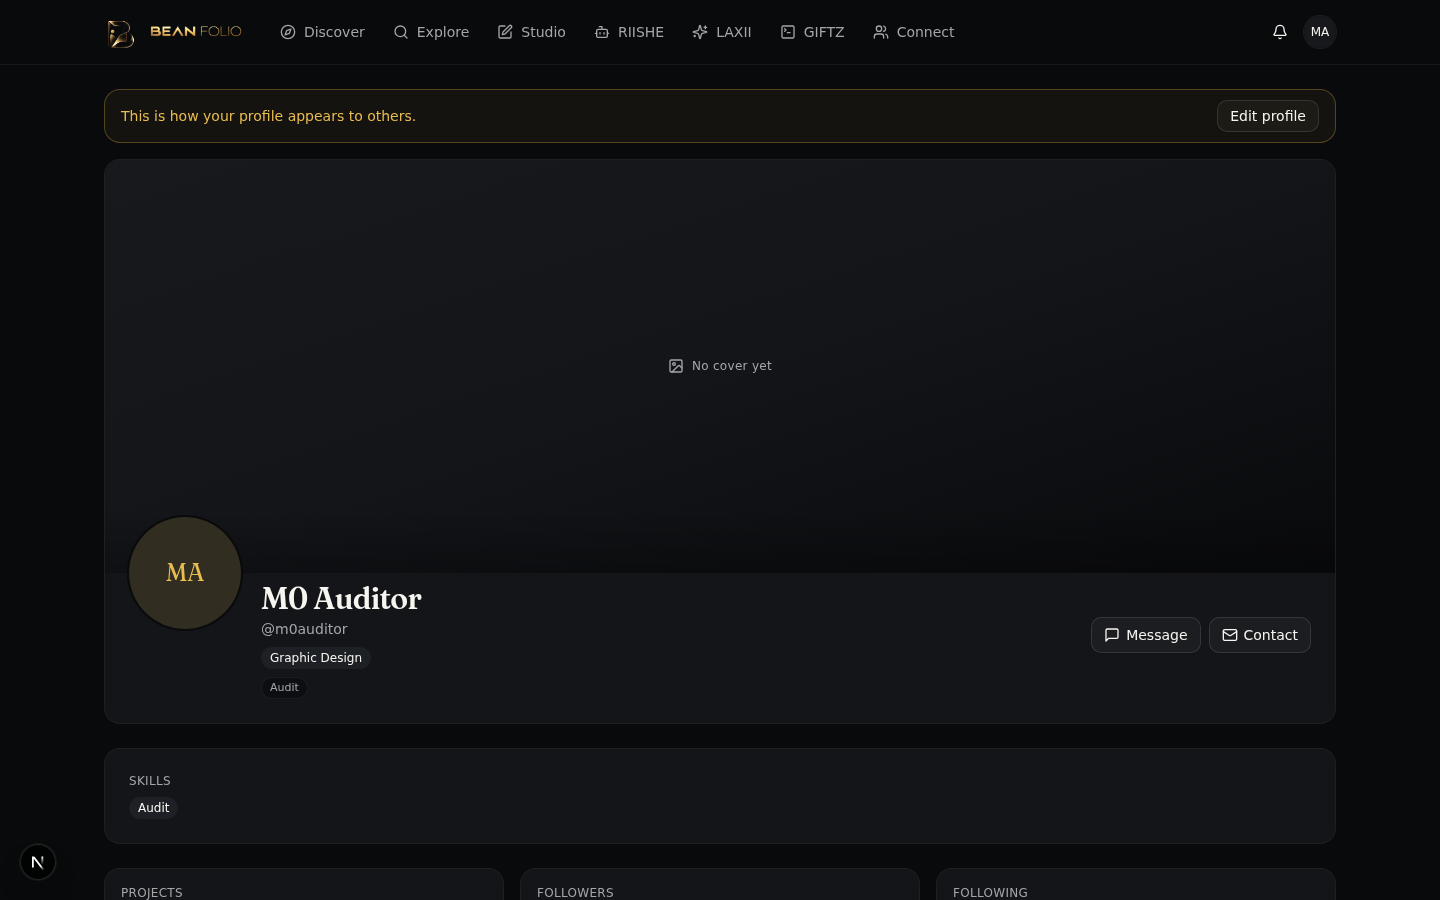 BEAN FOLIO
Discover
Explore
Studio
RIISHE
LAXII
GIFTZ
Connect
MA
This is how your profile appears to others.
Edit profile
No cover yet
MA
M0 Auditor
@m0auditor
Graphic Design
Audit
Message
Contact
SKILLS
Audit
N
PROJECTS
FOLLOWERS
FOLLOWING